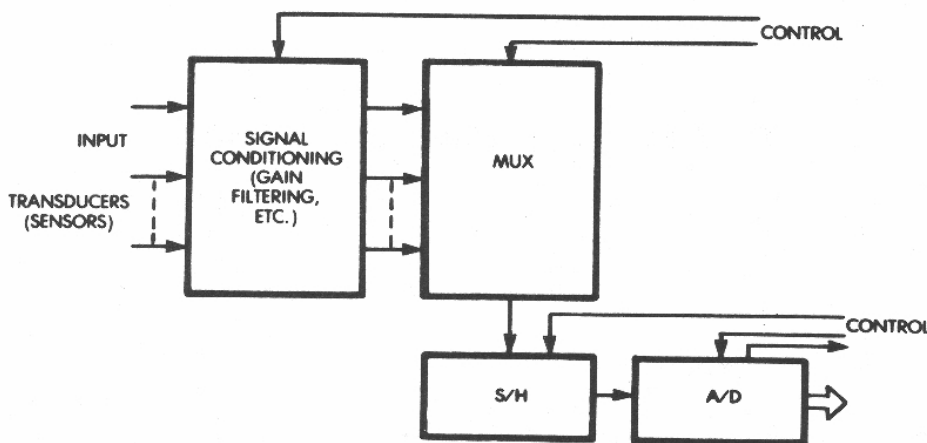 CONTROL
INPUT
TRANSDUCERS
(SENSORS)
SIGNAL
CONDITIONING
(GAIN
FILTERING,
ETC.)
MUX
CONTROL
S/H
A/D